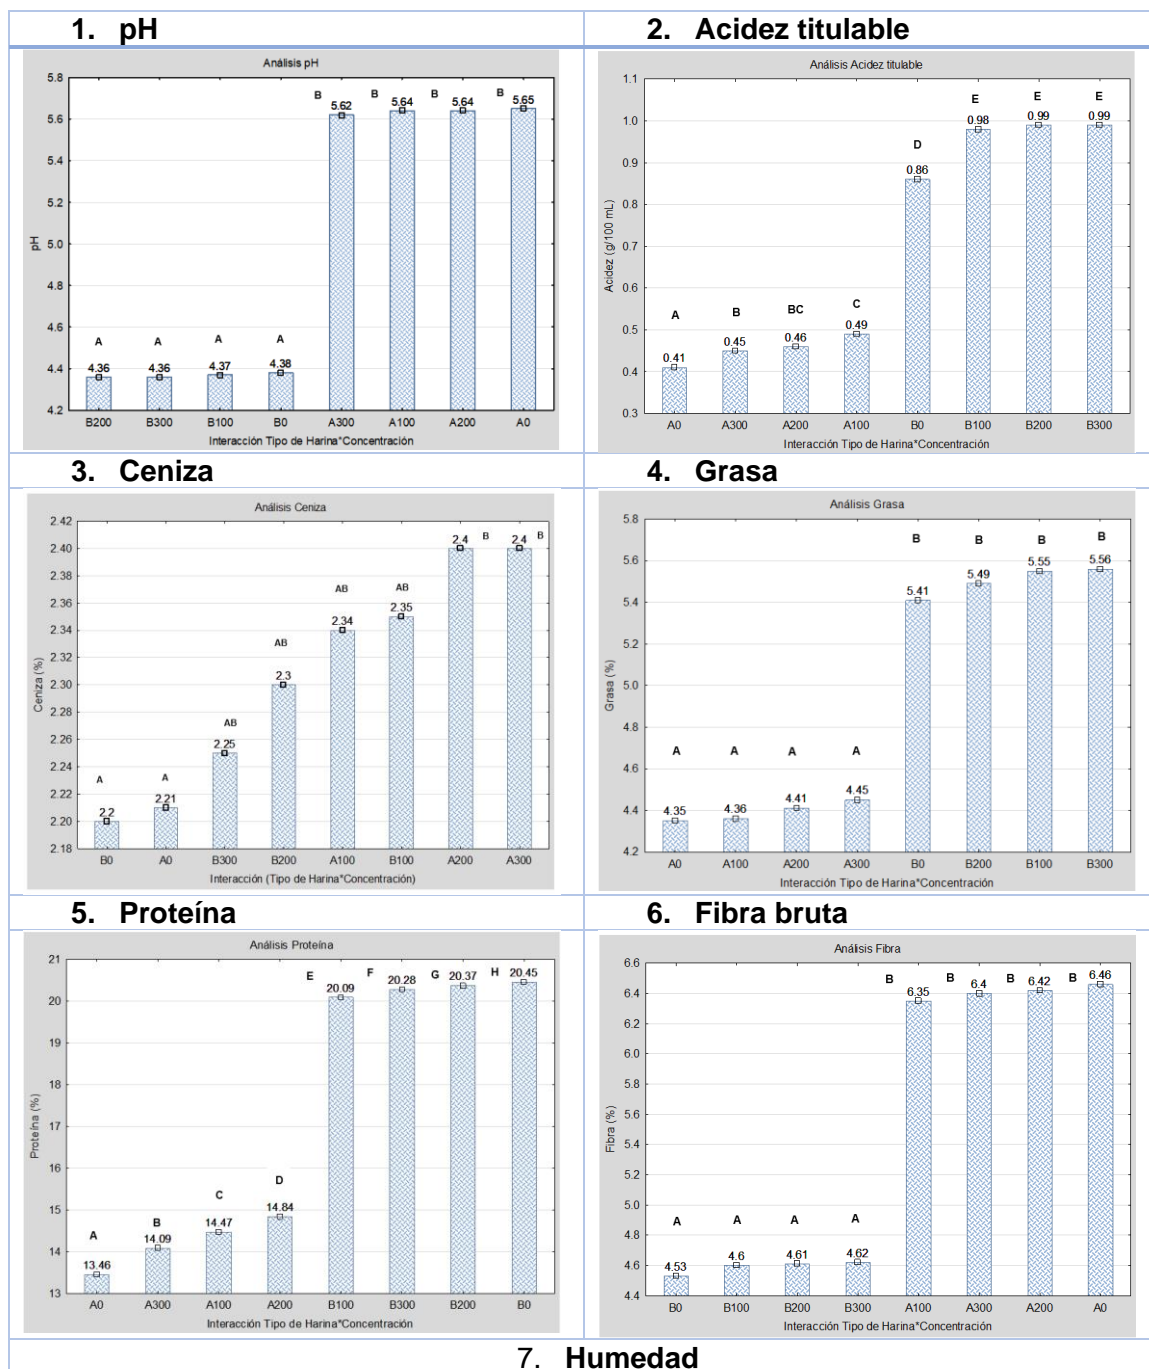 1. pH
2. Acidez titulable
Análisis pH
5.8
5.6
5.4
5.2
5.0
4.8
4.6
4.4
4.2
pH
A A A A B B B B
4.36 4.36 4.37 4.38 5.62 5.64 5.64 5.65
B200 B300 B100 B0 A300 A100 A200 A0
Interacción Tipo de Harina*Concentración
Análisis Acidez titulable
1.1
1.0
0.9
0.8
0.7
0.6
0.5
0.4
0.3
Acidez (g/100 mL)
A B BC C D E E E
0.41 0.45 0.46 0.49 0.86 0.98 0.99 0.99
A0 A300 A200 A100 B0 B100 B200 B300
Interacción Tipo de Harina*Concentración
3. Ceniza
4. Grasa
Análisis Ceniza
2.42
2.40
2.38
2.36
2.34
2.32
2.30
2.28
2.26
2.24
2.22
2.20
2.18
Ceniza (%)
A A AB AB AB AB B B
2.2 2.21 2.25 2.3 2.34 2.35 2.4 2.4
B0 A0 B300 B200 A100 B100 A200 A300
Interacción (Tipo de Harina*Concentración)
Análisis Grasa
5.8
5.6
5.4
5.2
5.0
4.8
4.6
4.4
4.2
Grasa (%)
A A A A B B B B
4.35 4.36 4.41 4.45 5.41 5.49 5.55 5.56
A0 A100 A200 A300 B0 B200 B100 B300
Interacción Tipo de Harina*Concentración
5. Proteína
6. Fibra bruta
Análisis Proteína
21
20
19
18
17
16
15
14
13
Proteína (%)
A B C D E F G H
13.46 14.09 14.47 14.84 20.09 20.28 20.37 20.45
A0 A300 A100 A200 B100 B300 B200 B0
Interacción Tipo de Harina*Concentración
Análisis Fibra
6.6
6.4
6.2
6.0
5.8
5.6
5.4
5.2
5.0
4.8
4.6
4.4
Fibra (%)
A A A A B B B B
4.53 4.6 4.61 4.62 6.35 6.4 6.42 6.46
B0 B100 B200 B300 A100 A300 A200 A0
Interacción Tipo de Harina*Concentración
7. Humedad